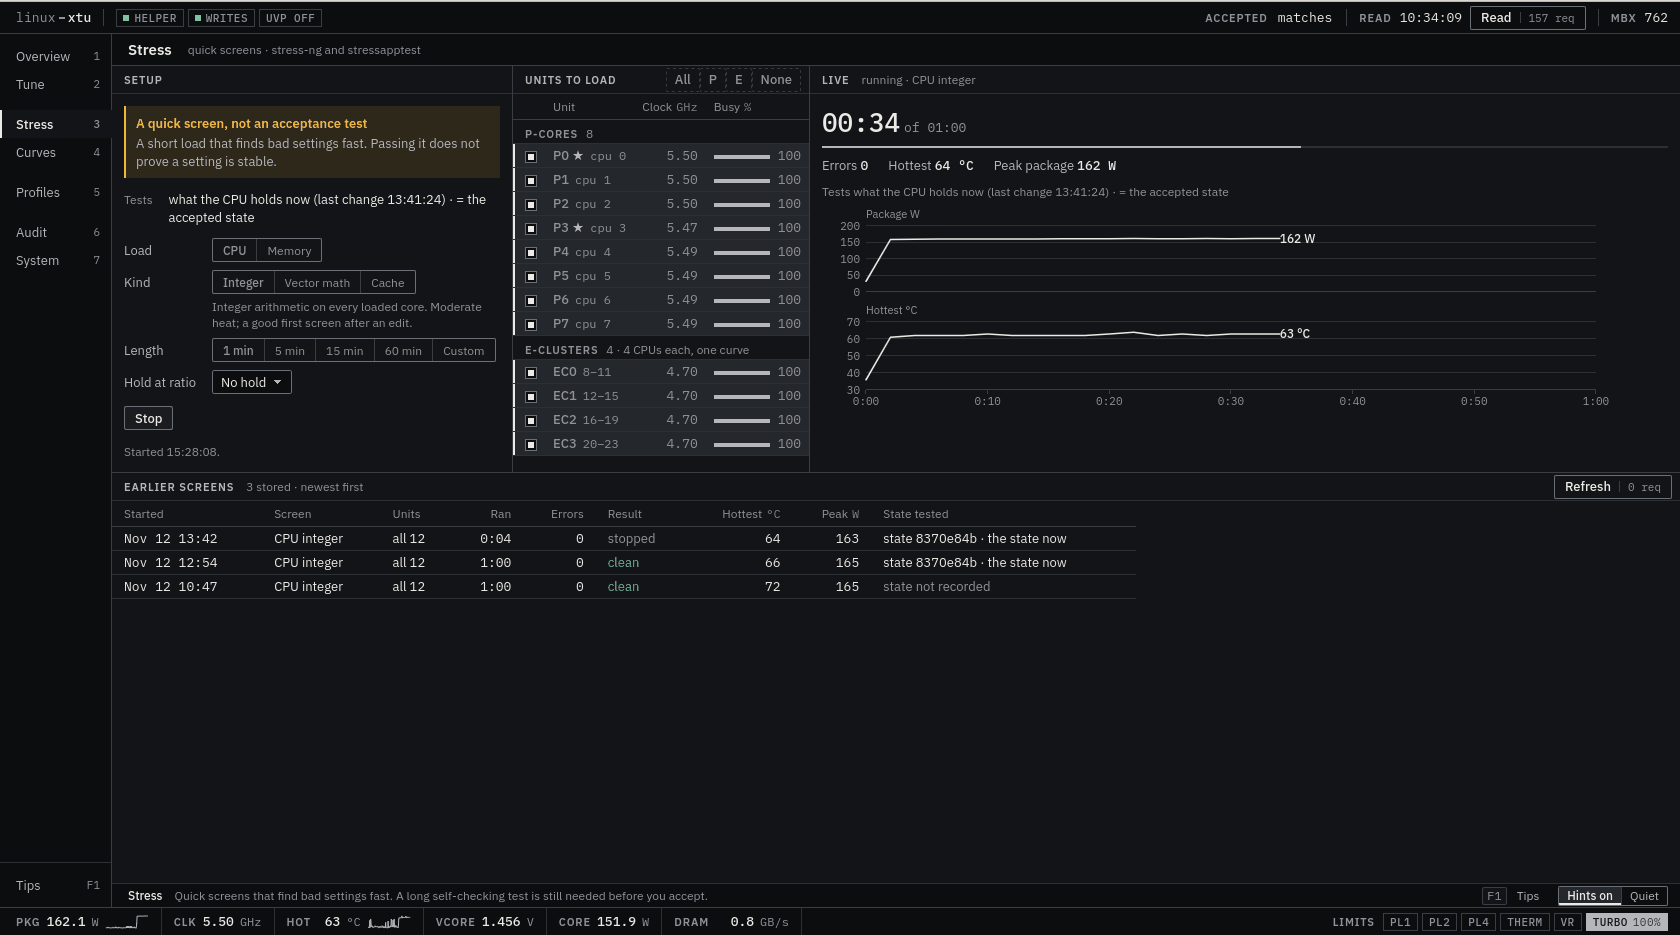 linux-xtu
HELPER
WRITES
UVP OFF
ACCEPTED matches
READ 10:34:09
Read 157 req
MBX 762
Overview 1
Tune 2
Stress 3
Curves 4
Profiles 5
Audit 6
System 7
Tips F1
Stress quick screens · stress-ng and stressapptest
SETUP
A quick screen, not an acceptance test
A short load that finds bad settings fast. Passing it does not
prove a setting is stable.
Tests what the CPU holds now (last change 13:41:24) · = the
accepted state
Load CPU Memory
Kind Integer Vector math Cache
Integer arithmetic on every loaded core. Moderate
heat; a good first screen after an edit.
Length 1 min 5 min 15 min 60 min Custom
Hold at ratio No hold
Stop
Started 15:28:08.
UNITS TO LOAD All P E None
Unit Clock GHz Busy %
P-CORES 8
P0 ★ cpu 0 5.50 100
P1 cpu 1 5.50 100
P2 cpu 2 5.50 100
P3 ★ cpu 3 5.47 100
P4 cpu 4 5.49 100
P5 cpu 5 5.49 100
P6 cpu 6 5.49 100
P7 cpu 7 5.49 100
E-CLUSTERS 4 · 4 CPUs each, one curve
EC0 8–11 4.70 100
EC1 12–15 4.70 100
EC2 16–19 4.70 100
EC3 20–23 4.70 100
LIVE running · CPU integer
00:34 of 01:00
Errors 0 Hottest 64 °C Peak package 162 W
Tests what the CPU holds now (last change 13:41:24) · = the accepted state
Package W
200
150
100
50
0
162 W
Hottest °C
70
60
50
40
30
63 °C
0:00 0:10 0:20 0:30 0:40 0:50 1:00
EARLIER SCREENS 3 stored · newest first
Refresh 0 req
Started Screen Units Ran Errors Result Hottest °C Peak W State tested
Nov 12 13:42 CPU integer all 12 0:04 0 stopped 64 163 state 8370e84b · the state now
Nov 12 12:54 CPU integer all 12 1:00 0 clean 66 165 state 8370e84b · the state now
Nov 12 10:47 CPU integer all 12 1:00 0 clean 72 165 state not recorded
Stress Quick screens that find bad settings fast. A long self-checking test is still needed before you accept.
F1 Tips Hints on Quiet
PKG 162.1 W
CLK 5.50 GHz
HOT 63 °C
VCORE 1.456 V
CORE 151.9 W
DRAM 0.8 GB/s
LIMITS PL1 PL2 PL4 THERM VR TURBO 100%